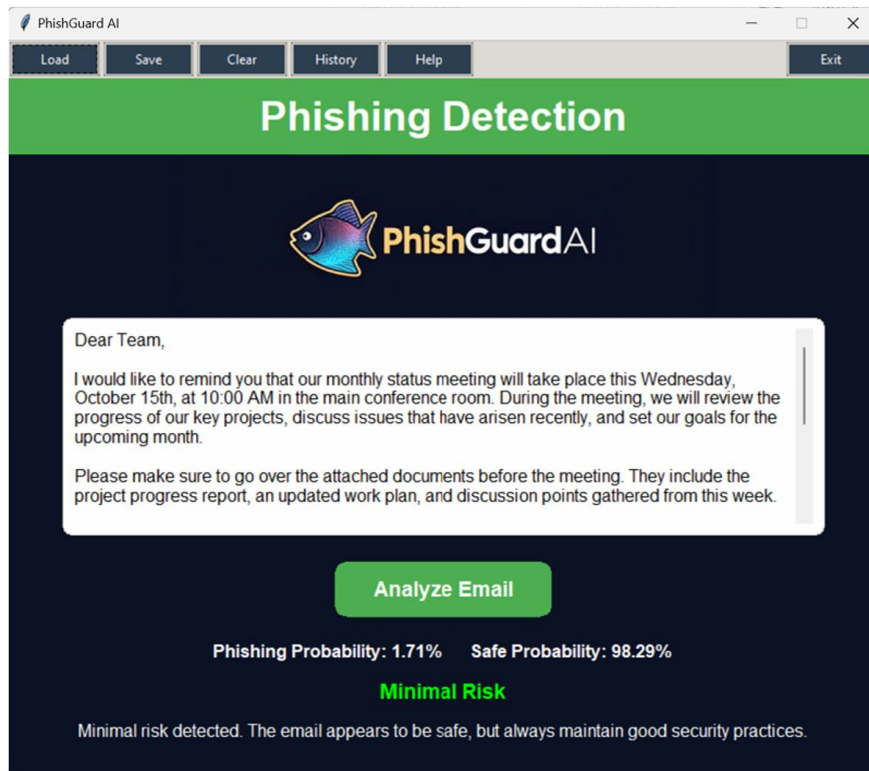 PhishGuard AI
Load Save Clear History Help Exit
Phishing Detection
PhishGuardAI
Dear Team,
I would like to remind you that our monthly status meeting will take place this Wednesday,
October 15th, at 10:00 AM in the main conference room. During the meeting, we will review the
progress of our key projects, discuss issues that have arisen recently, and set our goals for the
upcoming month.
Please make sure to go over the attached documents before the meeting. They include the
project progress report, an updated work plan, and discussion points gathered from this week.
Analyze Email
Phishing Probability: 1.71% Safe Probability: 98.29%
Minimal Risk
Minimal risk detected. The email appears to be safe, but always maintain good security practices.